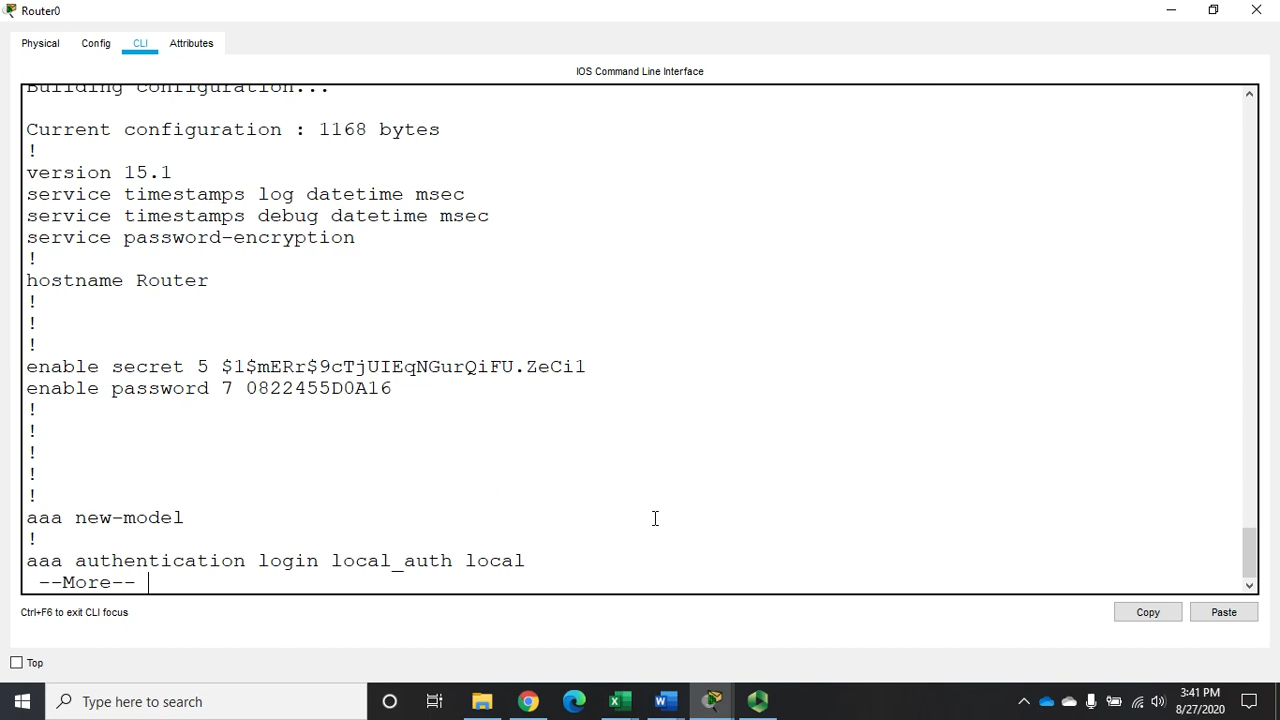 Router0
Physical Config CLI Attributes
IOS Command Line Interface
Building configuration...
Current configuration : 1168 bytes
!
version 15.1
service timestamps log datetime msec
service timestamps debug datetime msec
service password-encryption
!
hostname Router
!
!
!
enable secret 5 $1$mERr$9cTjUIEqNGurQiFU.ZeCi1
enable password 7 0822455D0A16
!
!
!
!
!
aaa new-model
!
aaa authentication login local_auth local
--More--
Ctrl+F6 to exit CLI focus
Copy Paste
Top
Type here to search
3:41 PM
8/27/2020